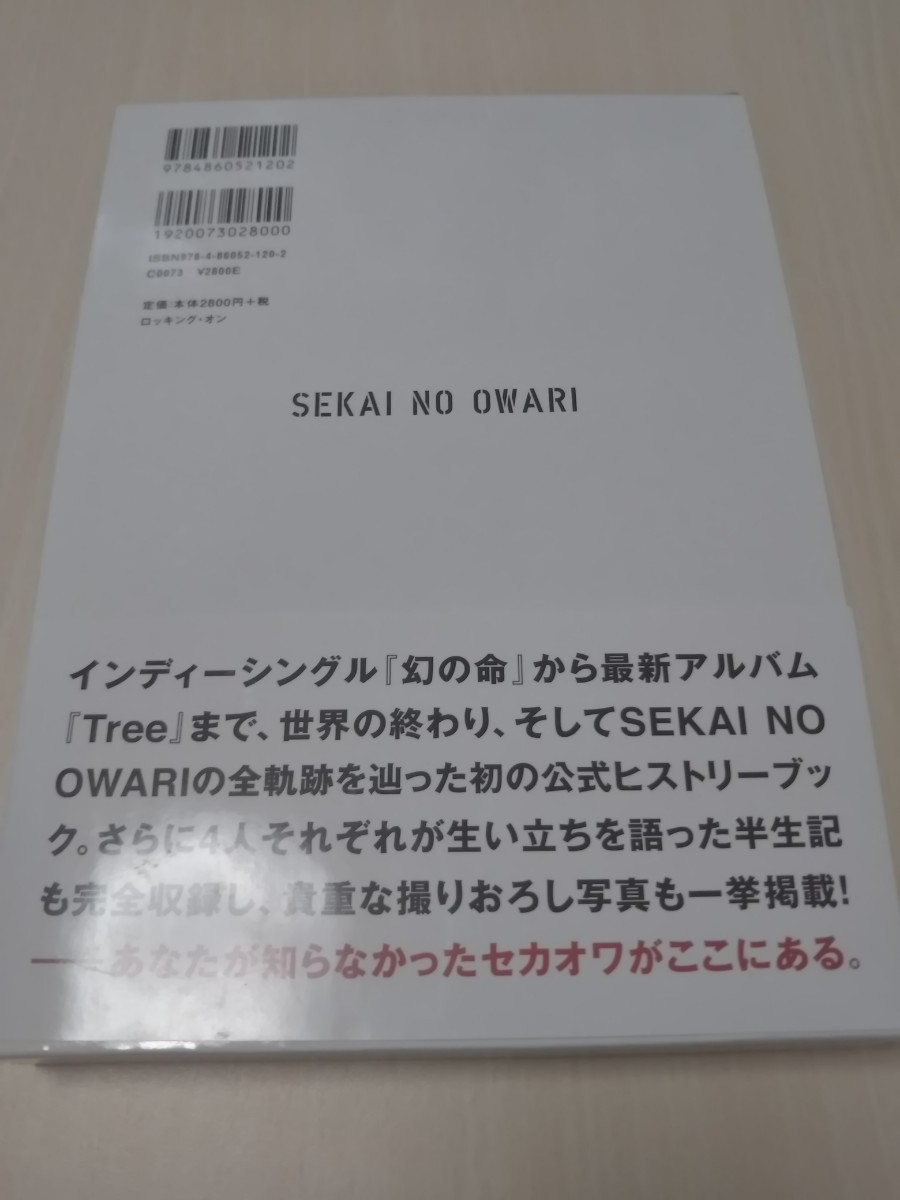 9784860521202
1920073028000
ISBN978-4-86052-120-2
C0073 ¥2800E
定価:本体2800円+税
ロッキング・オン
SEKAI NO OWARI
インディーシングル『幻の命』から最新アルバム
『Tree』まで、世界の終わり、そしてSEKAI NO
OWARIの全軌跡を辿った初の公式ヒストリーブッ
ク。さらに4人それぞれが生い立ちを語った半生記
も完全収録し、貴重な撮りおろし写真も一挙掲載!
——あなたが知らなかったセカオワがここにある。